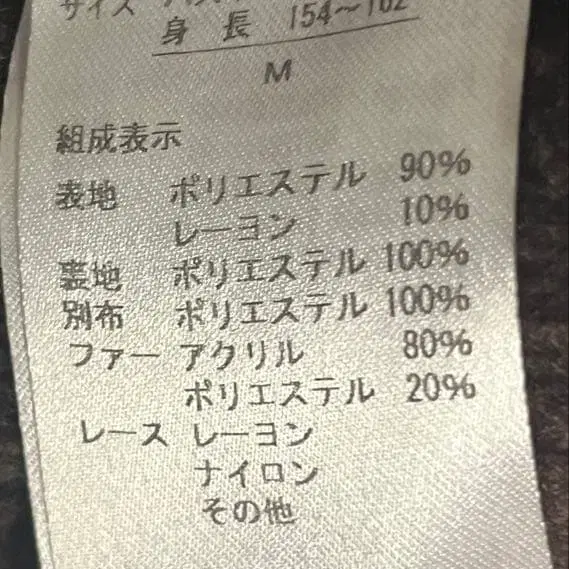 サイズ
身長 154～162
M
組成表示
表地 ポリエステル 90%
レーヨン 10%
裏地 ポリエステル 100%
別布 ポリエステル 100%
ファー アクリル 80%
ポリエステル 20%
レース レーヨン
ナイロン
その他